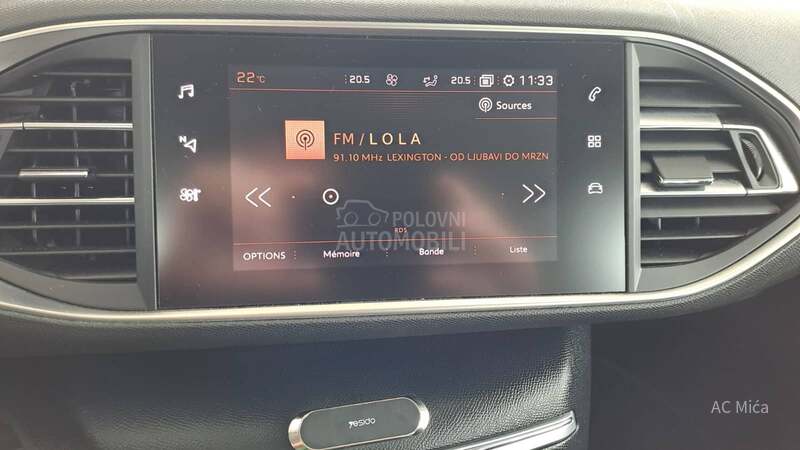 22°C 20.5 20.5 11:33
Sources
FM / LOLA
91.10 MHz LEXINGTON - OD LJUBAVI DO MRZN
N
POLOVNI
AUTOMOBILI
RDS
OPTIONS Mémoire Bande Liste
AC Mića
yesido